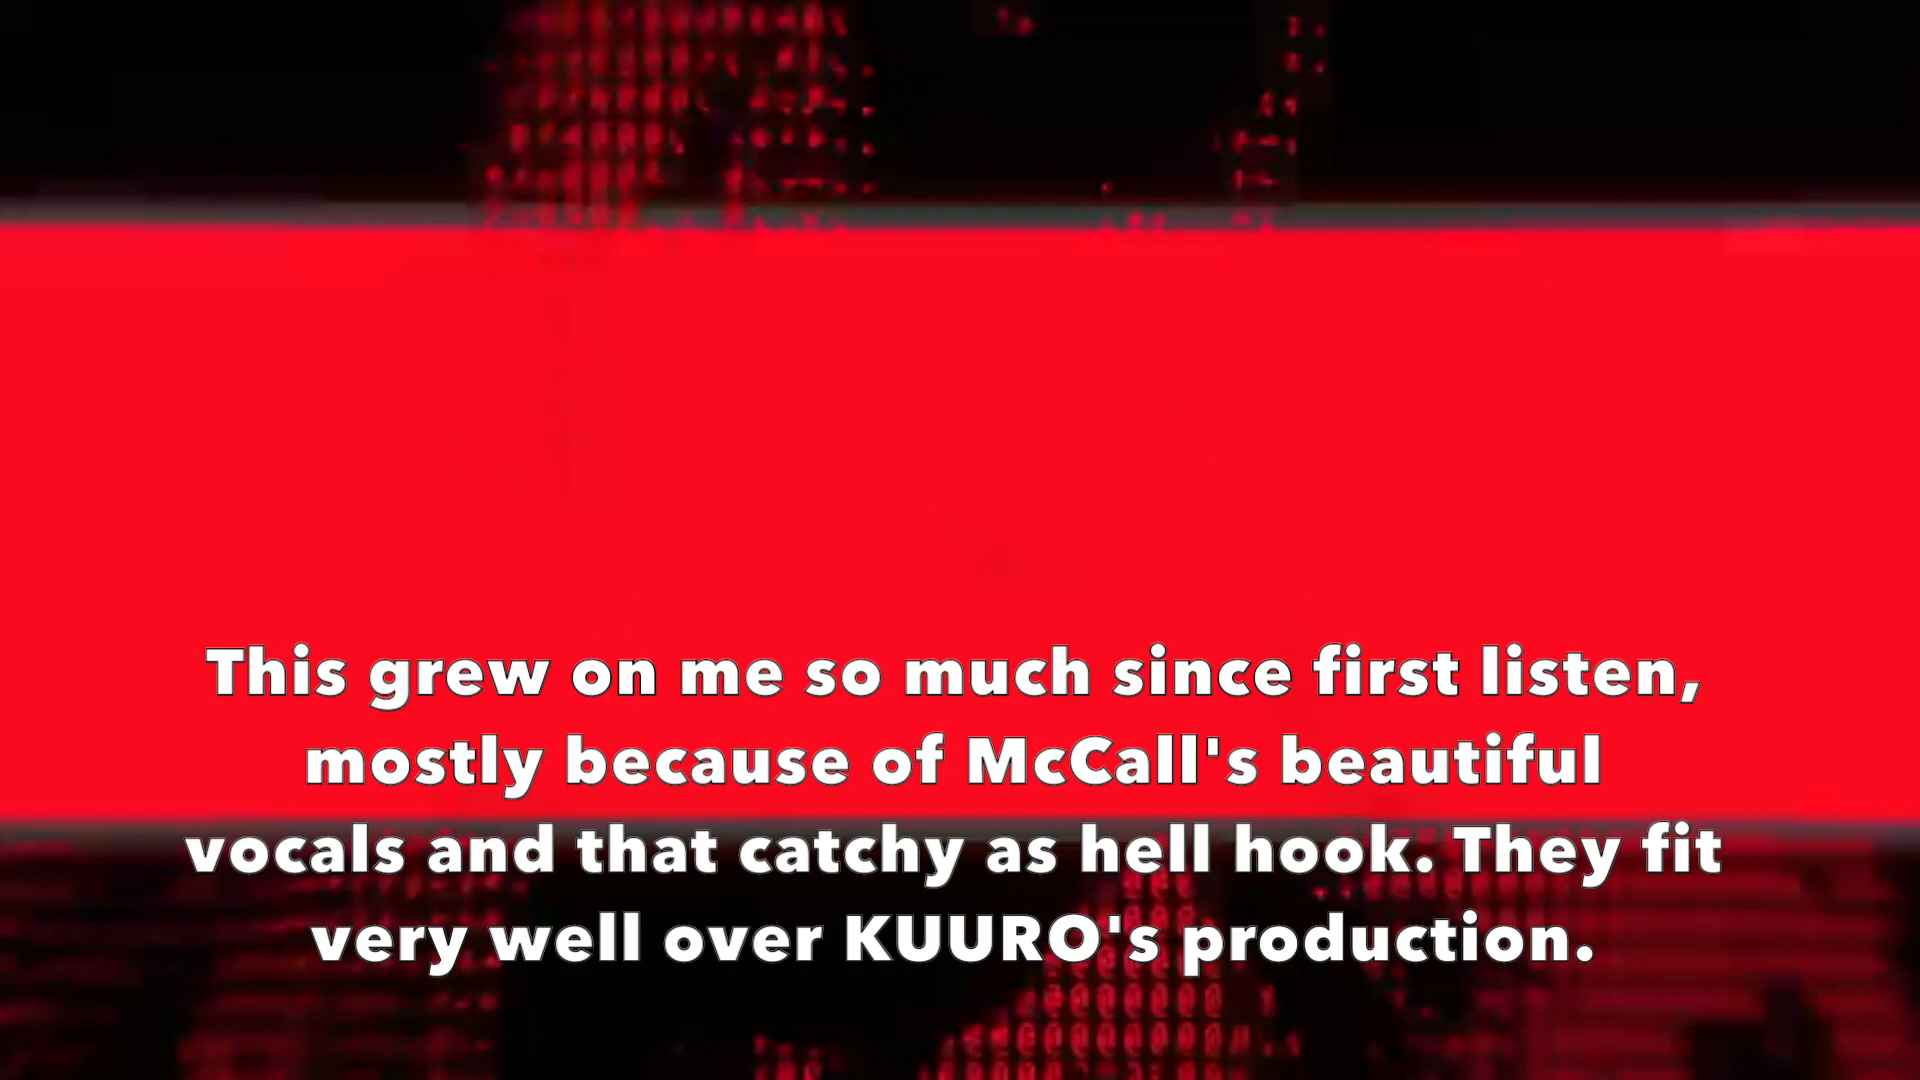 This grew on me so much since first listen,
mostly because of McCall's beautiful
vocals and that catchy as hell hook. They fit
very well over KUURO's production.